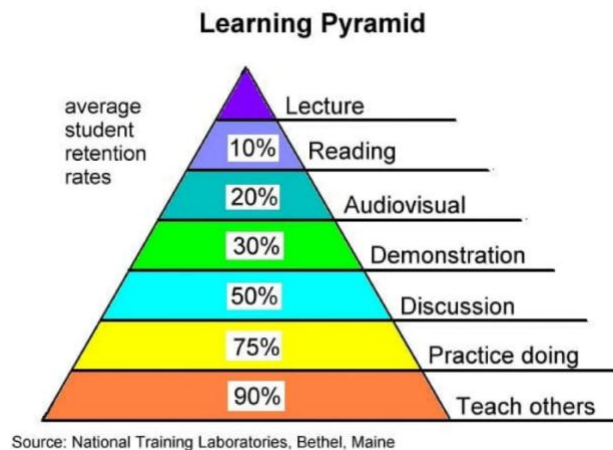 Learning Pyramid
average
student
retention
rates
Lecture
10% Reading
20% Audiovisual
30% Demonstration
50% Discussion
75% Practice doing
90% Teach others
Source: National Training Laboratories, Bethel, Maine